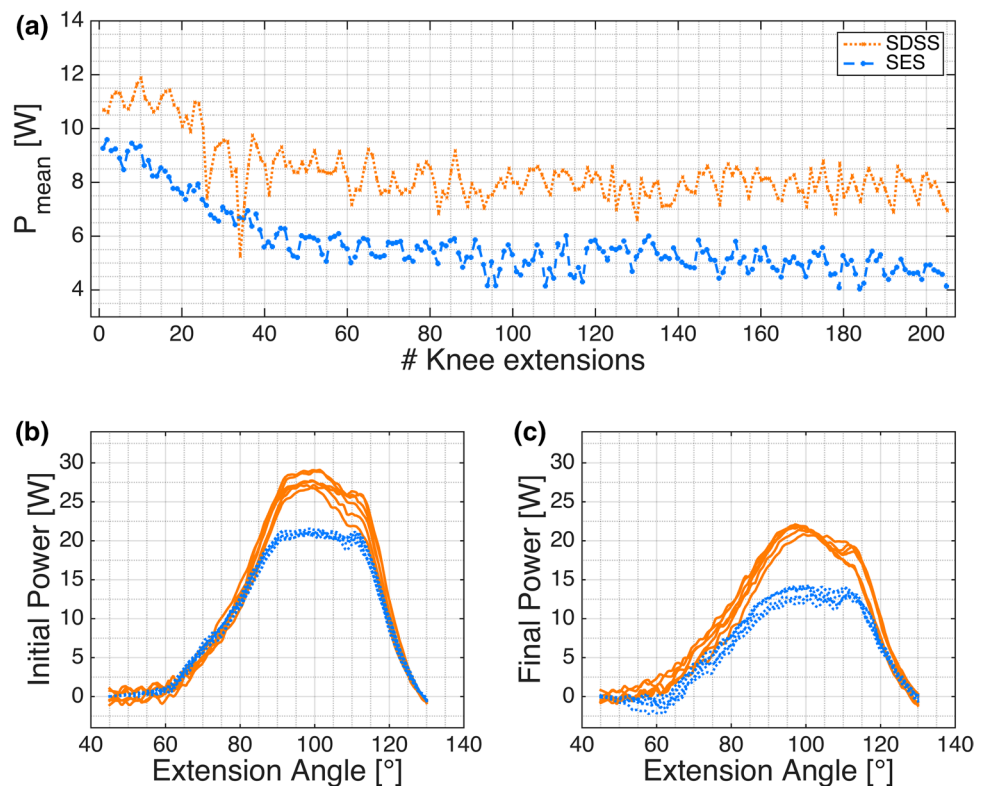 (a)
14
12
10
8
6
4
P mean [W]
SDSS
SES
0 20 40 60 80 100 120 140 160 180 200
# Knee extensions
(b)
30
25
20
15
10
5
0
Initial Power [W]
40 60 80 100 120 140
Extension Angle [°]
(c)
30
25
20
15
10
5
0
Final Power [W]
40 60 80 100 120 140
Extension Angle [°]